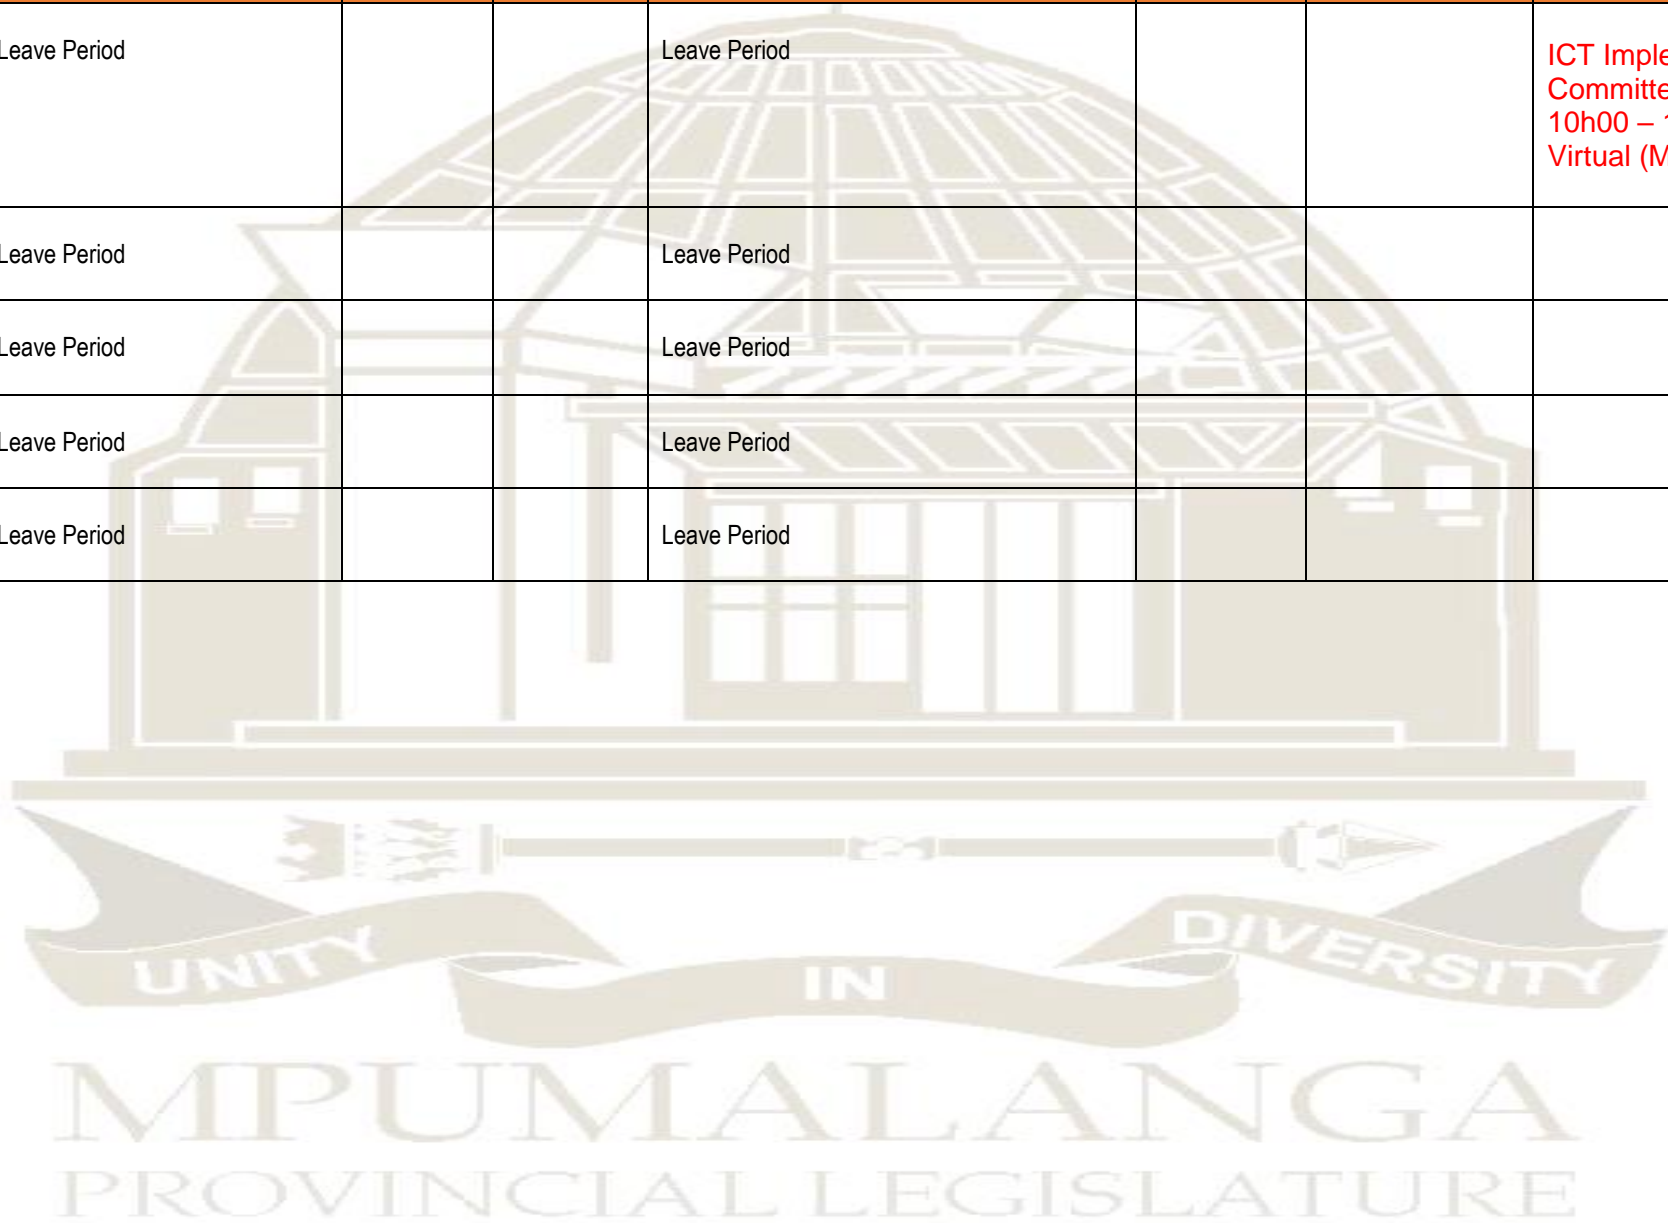 Leave Period
Leave Period
ICT Imple
Committe
10h00 –
Virtual (M
Leave Period
Leave Period
Leave Period
Leave Period
Leave Period
Leave Period
Leave Period
Leave Period
UNITY IN DIVERSITY
MPUMALANGA
PROVINCIAL LEGISLATURE